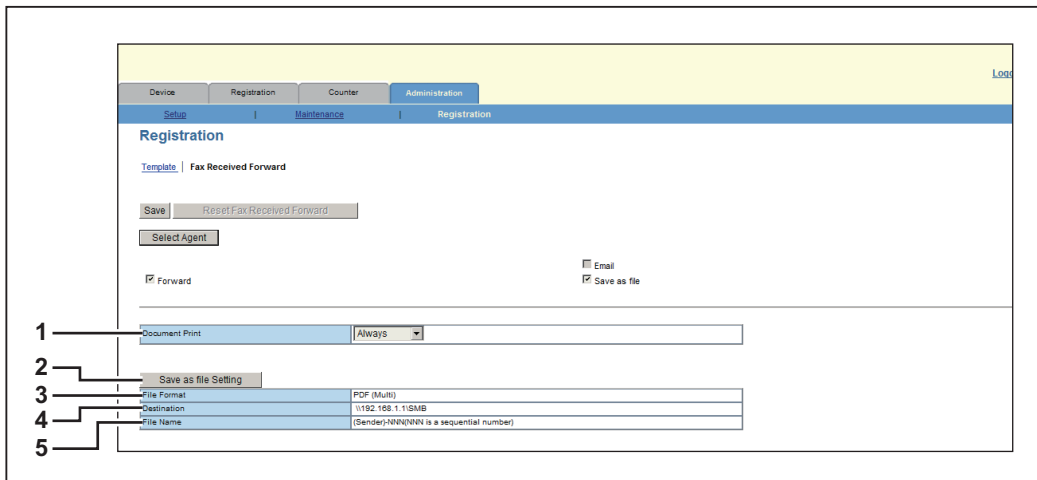 Logo
Device Registration Counter Administration
Setup | Maintenance | Registration
Registration
Template | Fax Received Forward
Save Reset Fax Received Forward
Select Agent
Email
Forward Save as file
1 Document Print Always
2 Save as file Setting
3 File Format PDF (Multi)
4 Destination \\192.168.1.1\SMB
5 File Name (Sender)-NNN(NNN is a sequential number)